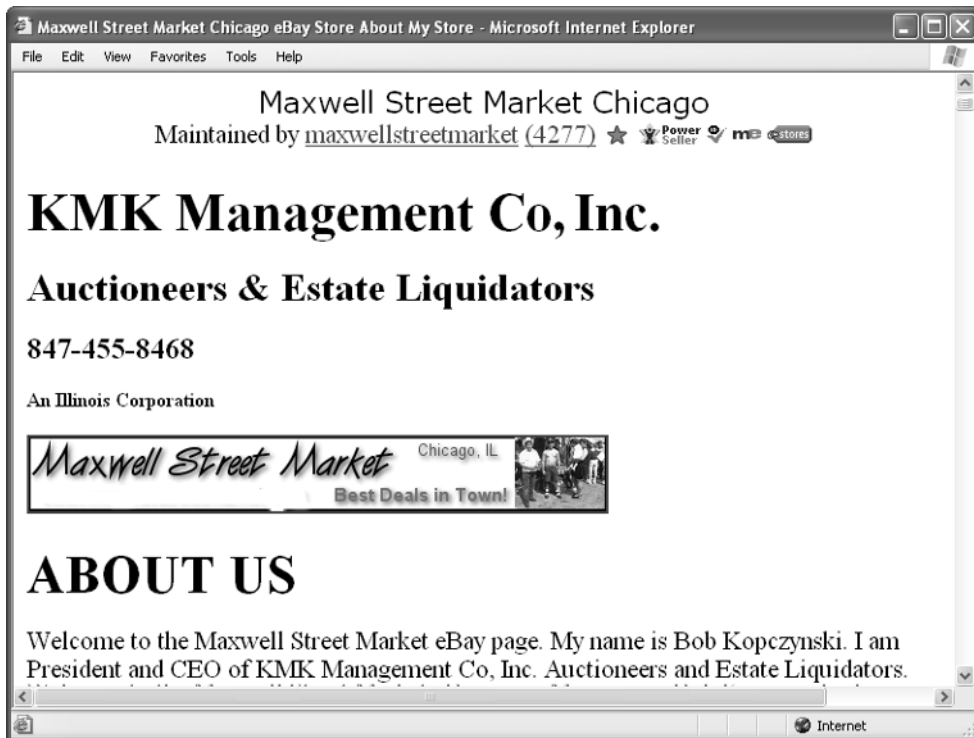 Maxwell Street Market Chicago eBay Store About My Store - Microsoft Internet Explorer
File Edit View Favorites Tools Help
Maxwell Street Market Chicago
Maintained by maxwellstreetmarket (4277) Power Seller me stores
KMK Management Co, Inc.
Auctioneers & Estate Liquidators
847-455-8468
An Illinois Corporation
Maxwell Street Market Chicago, IL
Best Deals in Town!
ABOUT US
Welcome to the Maxwell Street Market eBay page. My name is Bob Kopczynski. I am
President and CEO of KMK Management Co, Inc. Auctioneers and Estate Liquidators.
Internet